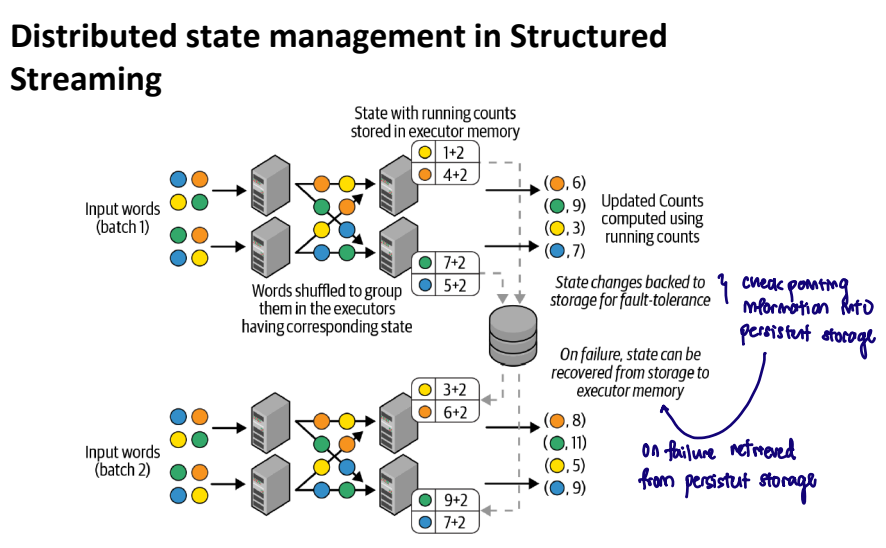 Distributed state management in Structured
Streaming
State with running counts
stored in executor memory
1+2
4+2
Input words
(batch 1)
7+2
5+2
Words shuffled to group
them in the executors
having corresponding state
(, 6)
(, 9)
(, 3)
(, 7)
Updated Counts
computed using
running counts
State changes backed to
storage for fault-tolerance
check pointing
information into
persistent storage
On failure, state can be
recovered from storage to
executor memory
on failure retrieved
from persistent storage
Input words
(batch 2)
3+2
6+2
9+2
7+2
(, 8)
(, 11)
(, 5)
(, 9)